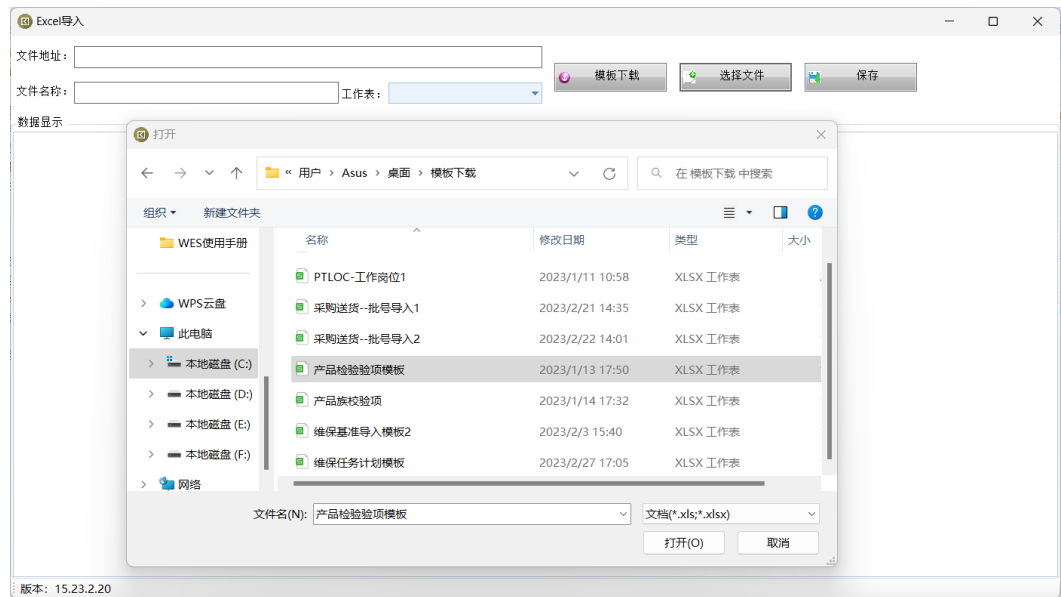 Excel导入
文件地址：
模板下载 选择文件 保存
文件名称： 工作表：
数据显示
打开
« 用户 › Asus › 桌面 › 模板下载 在 模板下载 中搜索
组织 新建文件夹
名称 修改日期 类型 大小
WES使用手册
PTLOC-工作岗位1 2023/1/11 10:58 XLSX 工作表
WPS云盘 采购送货--批号导入1 2023/2/21 14:35 XLSX 工作表
此电脑 采购送货--批号导入2 2023/2/22 14:01 XLSX 工作表
本地磁盘 (C:) 产品检验验项模板 2023/1/13 17:50 XLSX 工作表
本地磁盘 (D:) 产品族校验项 2023/1/14 17:32 XLSX 工作表
本地磁盘 (E:) 维保基准导入模板2 2023/2/3 15:40 XLSX 工作表
本地磁盘 (F:) 维保任务计划模板 2023/2/27 17:05 XLSX 工作表
网络
文件名(N): 产品检验验项模板 文档(*.xls;*.xlsx)
打开(O) 取消
版本: 15.23.2.20